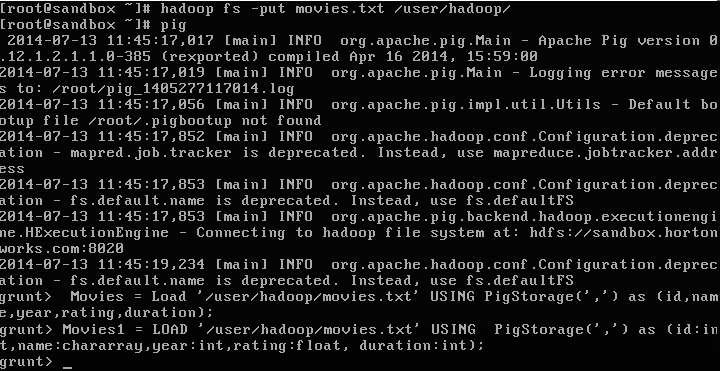 [root@sandbox ~]# hadoop fs -put movies.txt /user/hadoop/
[root@sandbox ~]# pig
 2014-07-13 11:45:17,017 [main] INFO  org.apache.pig.Main - Apache Pig version 0
.12.1.2.1.1.0-385 (rexported) compiled Apr 16 2014, 15:59:00
2014-07-13 11:45:17,019 [main] INFO  org.apache.pig.Main - Logging error message
s to: /root/pig_1405277117014.log
2014-07-13 11:45:17,056 [main] INFO  org.apache.pig.impl.util.Utils - Default bo
otup file /root/.pigbootup not found
2014-07-13 11:45:17,852 [main] INFO  org.apache.hadoop.conf.Configuration.deprec
ation - mapred.job.tracker is deprecated. Instead, use mapreduce.jobtracker.addr
ess
2014-07-13 11:45:17,853 [main] INFO  org.apache.hadoop.conf.Configuration.deprec
ation - fs.default.name is deprecated. Instead, use fs.defaultFS
2014-07-13 11:45:17,853 [main] INFO  org.apache.pig.backend.hadoop.executionengi
ne.HExecutionEngine - Connecting to hadoop file system at: hdfs://sandbox.horton
works.com:8020
2014-07-13 11:45:19,234 [main] INFO  org.apache.hadoop.conf.Configuration.deprec
ation - fs.default.name is deprecated. Instead, use fs.defaultFS
grunt>  Movies = Load '/user/hadoop/movies.txt' USING PigStorage(',') as (id,nam
e,year,rating,duration);
grunt> Movies1 = LOAD '/user/hadoop/movies.txt' USING  PigStorage(',') as (id:in
t,name:chararray,year:int,rating:float, duration:int);
grunt> _